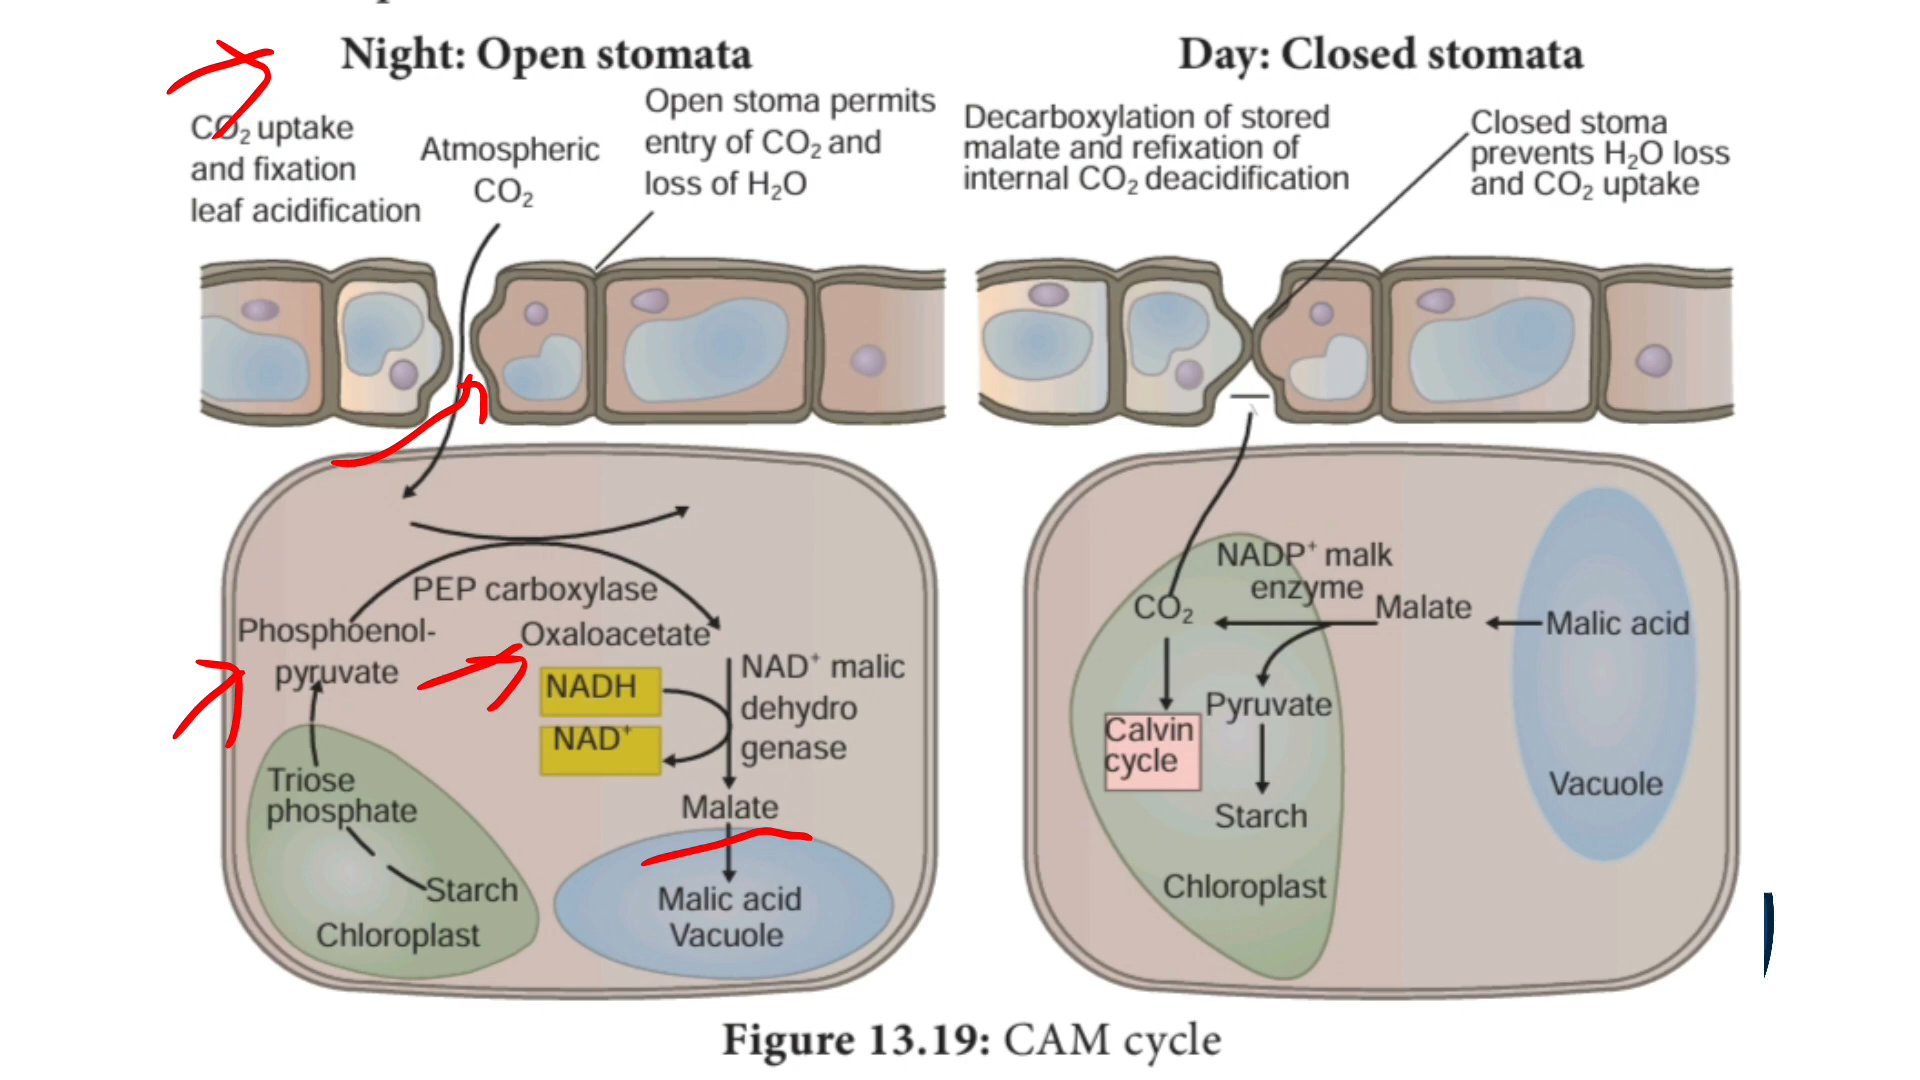 Night: Open stomata
CO₂ uptake
and fixation
leaf acidification
Atmospheric
CO₂
Open stoma permits
entry of CO₂ and
loss of H₂O
PEP carboxylase
Phosphoenol-
pyruvate
Oxaloacetate
NADH
NAD⁺
NAD⁺ malic
dehydro
genase
Triose
phosphate
Starch
Chloroplast
Malate
Malic acid
Vacuole
Day: Closed stomata
Decarboxylation of stored
malate and refixation of
internal CO₂ deacidification
Closed stoma
prevents H₂O loss
and CO₂ uptake
NADP⁺ malk
enzyme
CO₂
Malate
Malic acid
Calvin
cycle
Pyruvate
Starch
Chloroplast
Vacuole
Figure 13.19: CAM cycle